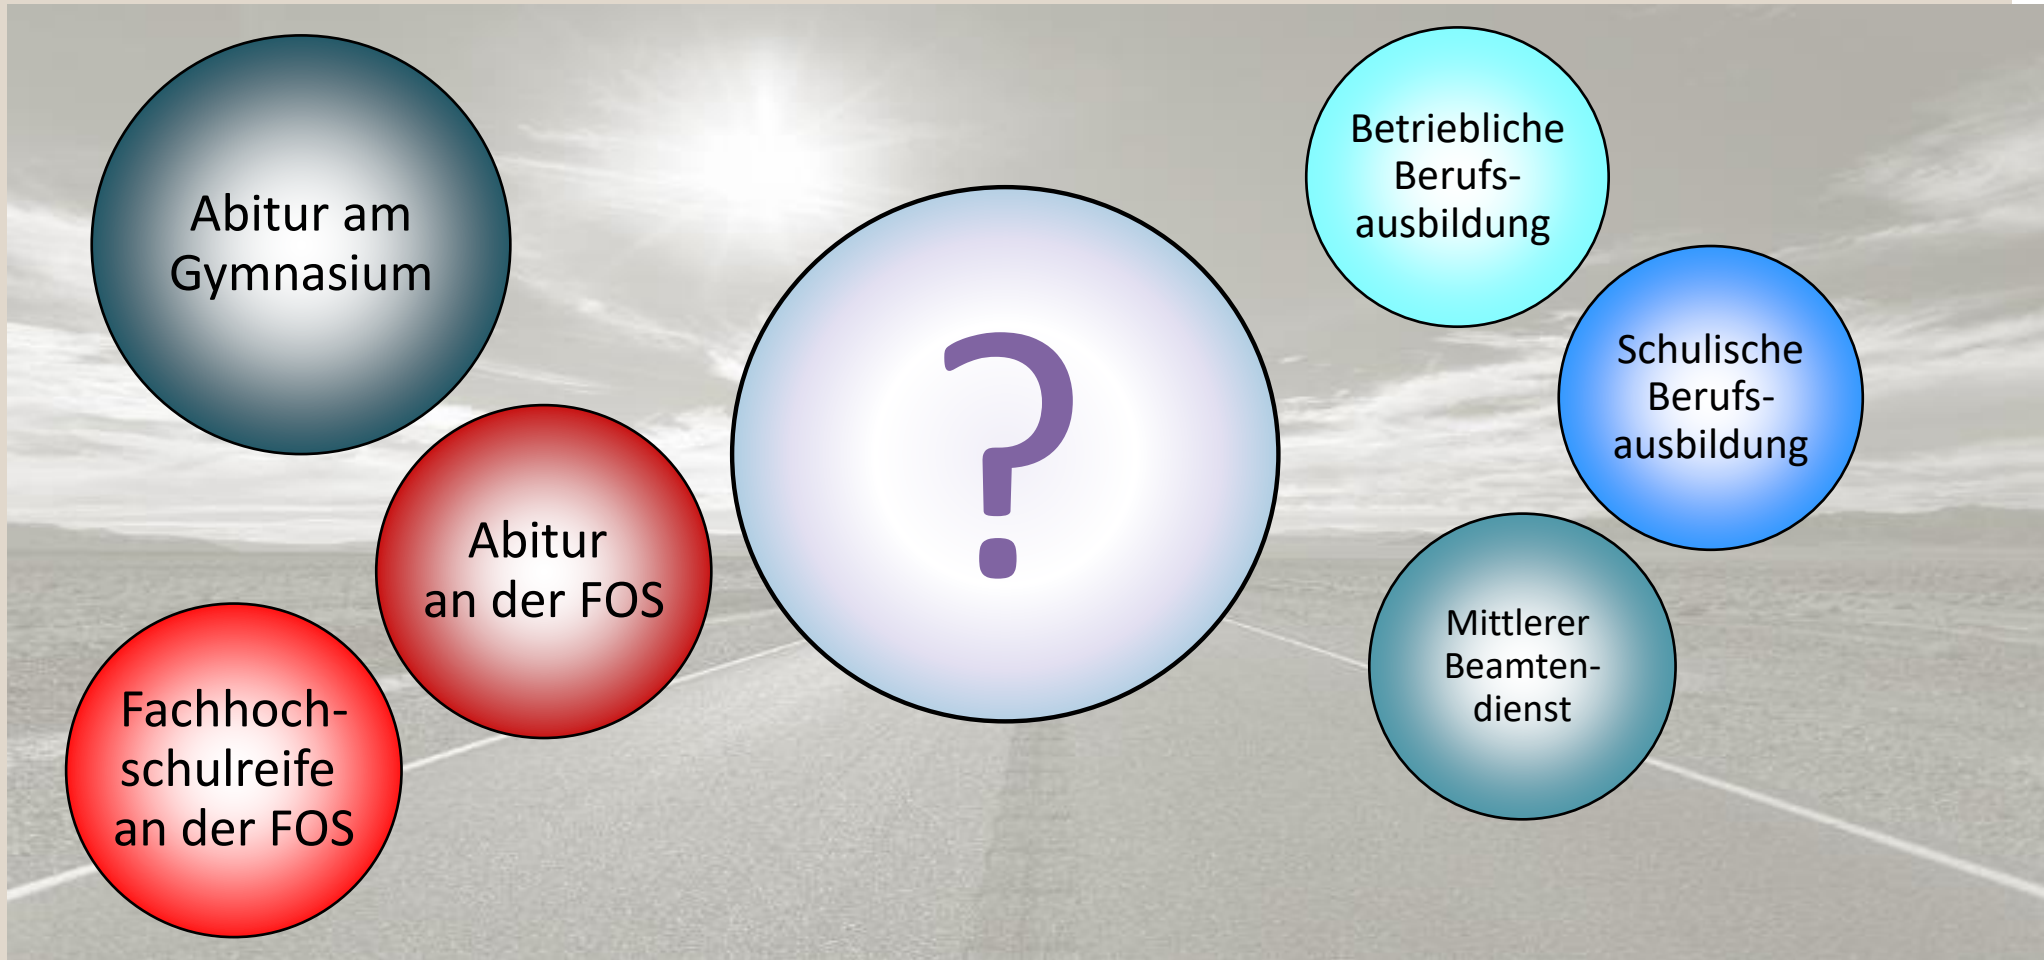 Abitur am
Gymnasium
Abitur
an der FOS
Fachhoch-
schulreife
an der FOS
?
Betriebliche
Berufs-
ausbildung
Schulische
Berufs-
ausbildung
Mittlerer
Beamten-
dienst